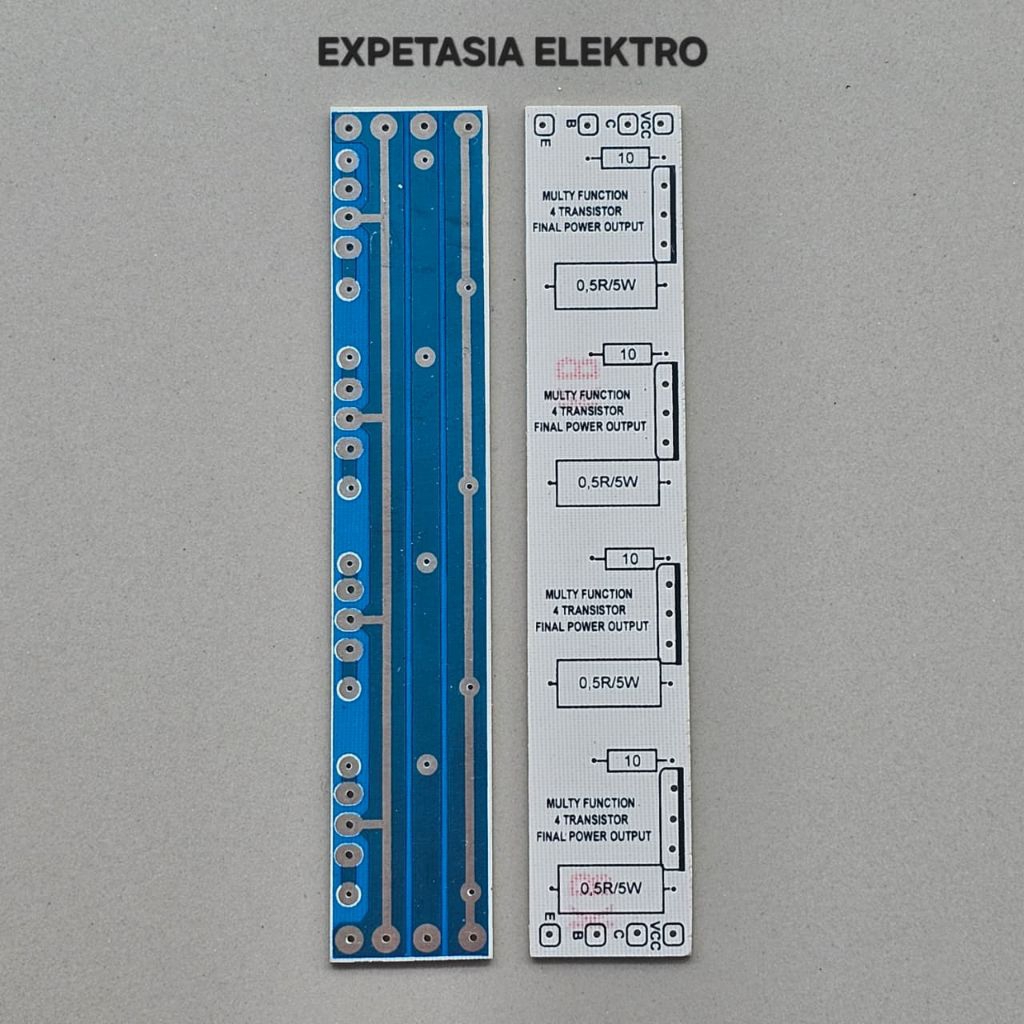 EXPETASIA ELEKTRO
E B C VCC
10
MULTY FUNCTION
4 TRANSISTOR
FINAL POWER OUTPUT
0,5R/5W
10
MULTY FUNCTION
4 TRANSISTOR
FINAL POWER OUTPUT
0,5R/5W
10
MULTY FUNCTION
4 TRANSISTOR
FINAL POWER OUTPUT
0,5R/5W
10
MULTY FUNCTION
4 TRANSISTOR
FINAL POWER OUTPUT
0,5R/5W
E B C VCC